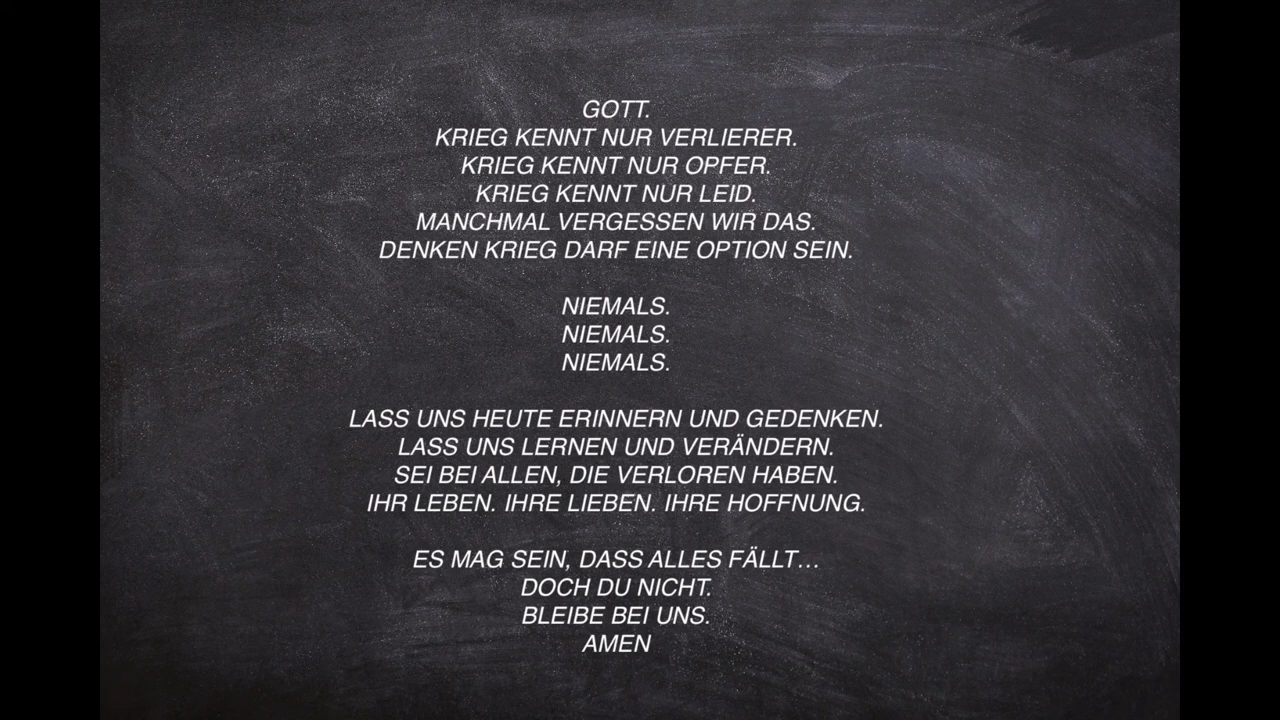 GOTT.
KRIEG KENNT NUR VERLIERER.
KRIEG KENNT NUR OPFER.
KRIEG KENNT NUR LEID.
MANCHMAL VERGESSEN WIR DAS.
DENKEN KRIEG DARF EINE OPTION SEIN.
NIEMALS.
NIEMALS.
NIEMALS.
LASS UNS HEUTE ERINNERN UND GEDENKEN.
LASS UNS LERNEN UND VERÄNDERN.
SEI BEI ALLEN, DIE VERLOREN HABEN.
IHR LEBEN. IHRE LIEBEN. IHRE HOFFNUNG.
ES MAG SEIN, DASS ALLES FÄLLT…
DOCH DU NICHT.
BLEIBE BEI UNS.
AMEN